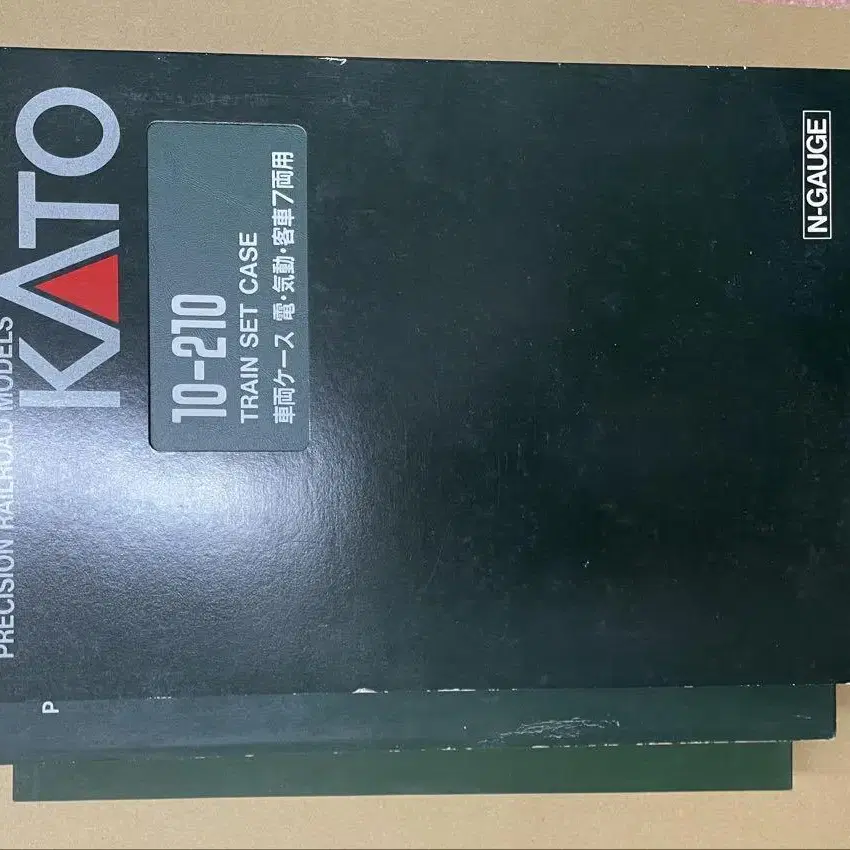 PRECISION RAILROAD MODELS
KATO
10-210
TRAIN SET CASE
車両ケース 電・気動・客車7両用
N-GAUGE
P